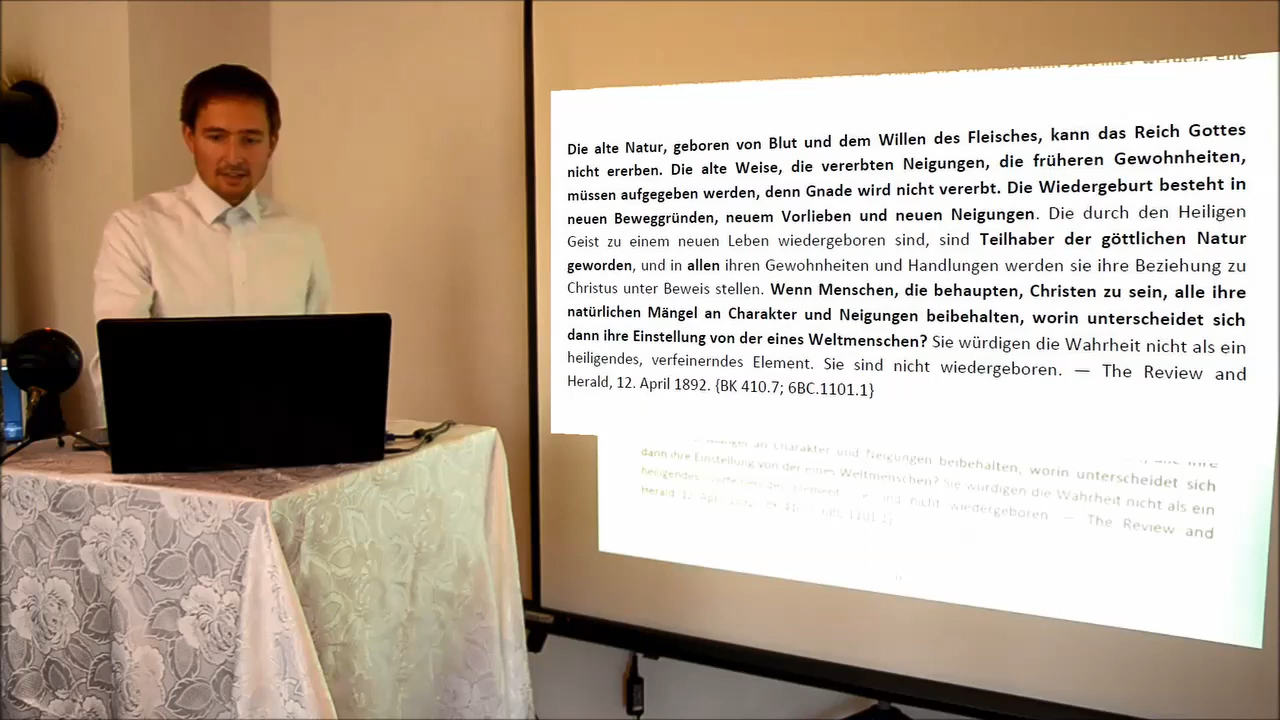 Die alte Natur, geboren von Blut und dem Willen des Fleisches, kann das Reich Gottes
nicht ererben. Die alte Weise, die vererbten Neigungen, die früheren Gewohnheiten,
müssen aufgegeben werden, denn Gnade wird nicht vererbt. Die Wiedergeburt besteht in
neuen Beweggründen, neuem Vorlieben und neuen Neigungen. Die durch den Heiligen
Geist zu einem neuen Leben wiedergeboren sind, sind Teilhaber der göttlichen Natur
geworden, und in allen ihren Gewohnheiten und Handlungen werden sie ihre Beziehung zu
Christus unter Beweis stellen. Wenn Menschen, die behaupten, Christen zu sein, alle ihre
natürlichen Mängel an Charakter und Neigungen beibehalten, worin unterscheidet sich
dann ihre Einstellung von der eines Weltmenschen? Sie würdigen die Wahrheit nicht als ein
heiligendes, verfeinerndes Element. Sie sind nicht wiedergeboren. — The Review and
Herald, 12. April 1892. {BK 410.7; 6BC.1101.1}
an Charakter und Neigungen beibehalten, worin unterscheidet sich
dann ihre Einstellung von der eines Weltmenschen? Sie würdigen die Wahrheit nicht als ein
heiligendes nicht wiedergeboren — The Review and
Herald 12 April